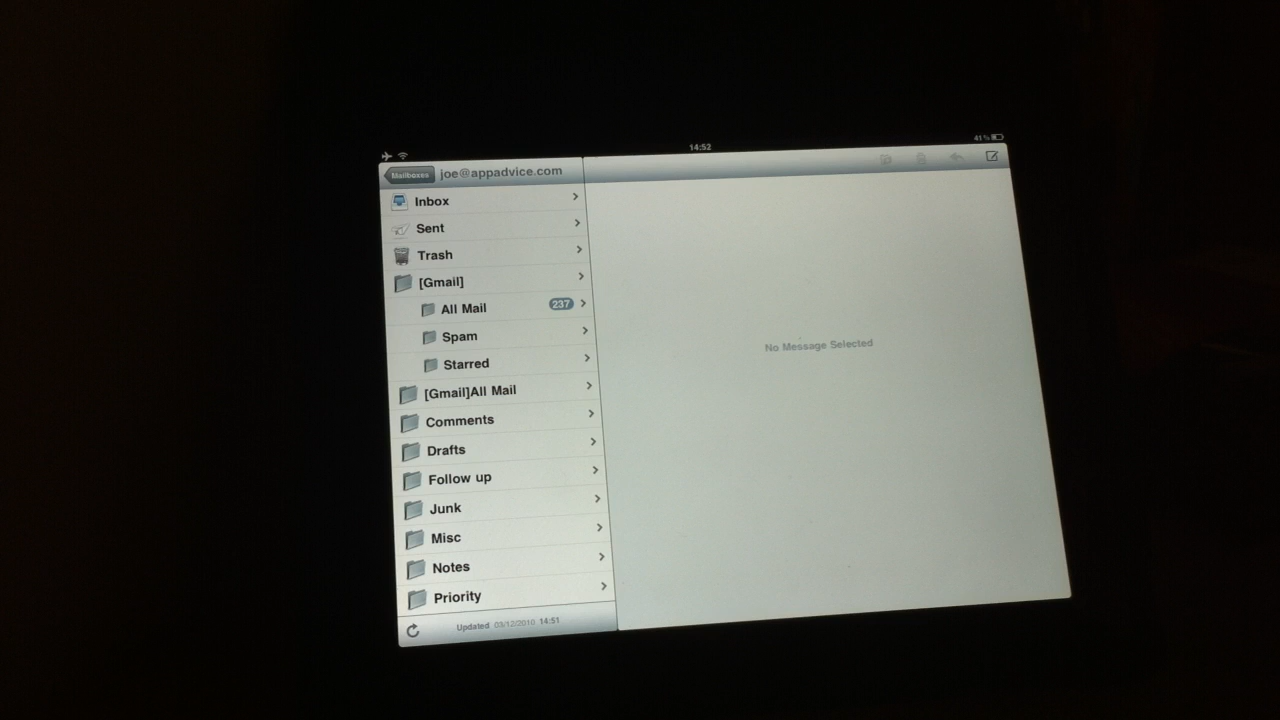 14:52
41%
Mailboxes
joe@appadvice.com
Inbox
Sent
Trash
[Gmail]
All Mail 237
Spam
Starred
[Gmail]All Mail
Comments
Drafts
Follow up
Junk
Misc
Notes
Priority
Updated 03/12/2010 14:51
No Message Selected